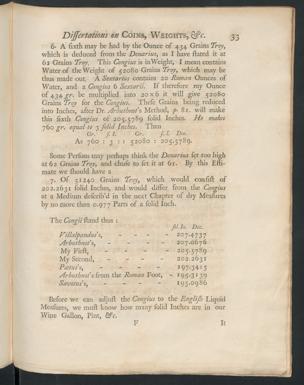 Dissertations on COINS, WEIGHTS, &c. 33
6. A sixth may be had by the Ounce of 434 Grains Troy,
which is deduced from the Denarius, as I have stated it at
62 Grains Troy. This Congius is in Weight, I mean contains
Water of the Weight of 52080 Grains Troy, which may be
thus made out. A Sextarius contains 20 Roman Ounces of
Water, and a Congius 6 Sextarii. If therefore my Ounce
of 434 gr. be multiplied into 20 x 6 it will give 52080
Grains Troy for the Congius. These Grains being reduced
into Inches, after Dr. Arbuthnot's Method, p 81. will make
this sixth Congius of 205.5789 solid Inches. He makes
760 gr. equal to 3 solid Inches. Then
Gr. s. I. Gr. s. I. Dec.
As 760 : 3 :: 52080 : 205.5789.
Some Persons may perhaps think the Denarius set too high
at 62 Grains Troy, and chuse to set it at 61. By this Esti-
mate we should have a
7. Of 51240 Grains Troy, which would consist of
202.2631 solid Inches, and would differ from the Congius
at a Medium describ'd in the next Chapter of dry Measures
by no more than 0.977 Parts of a solid Inch.
The Congii stand thus :
sol. In. Dec.
Villalpandus's, - - - - 207.4737
Arbuthnot's, - - - - 207.0676
My First, - - - - 205.5789
My Second, - - - - 202.2631
Pætus's, - - - - 197.3415
Arbuthnot's from the Roman Foot, - 195.3139
Savotus's, - - - - 195.0986
Before we can adjust the Congius to the English Liquid
Measures, we must know how many solid Inches are in our
Wine Gallon, Pint, &c.
F It